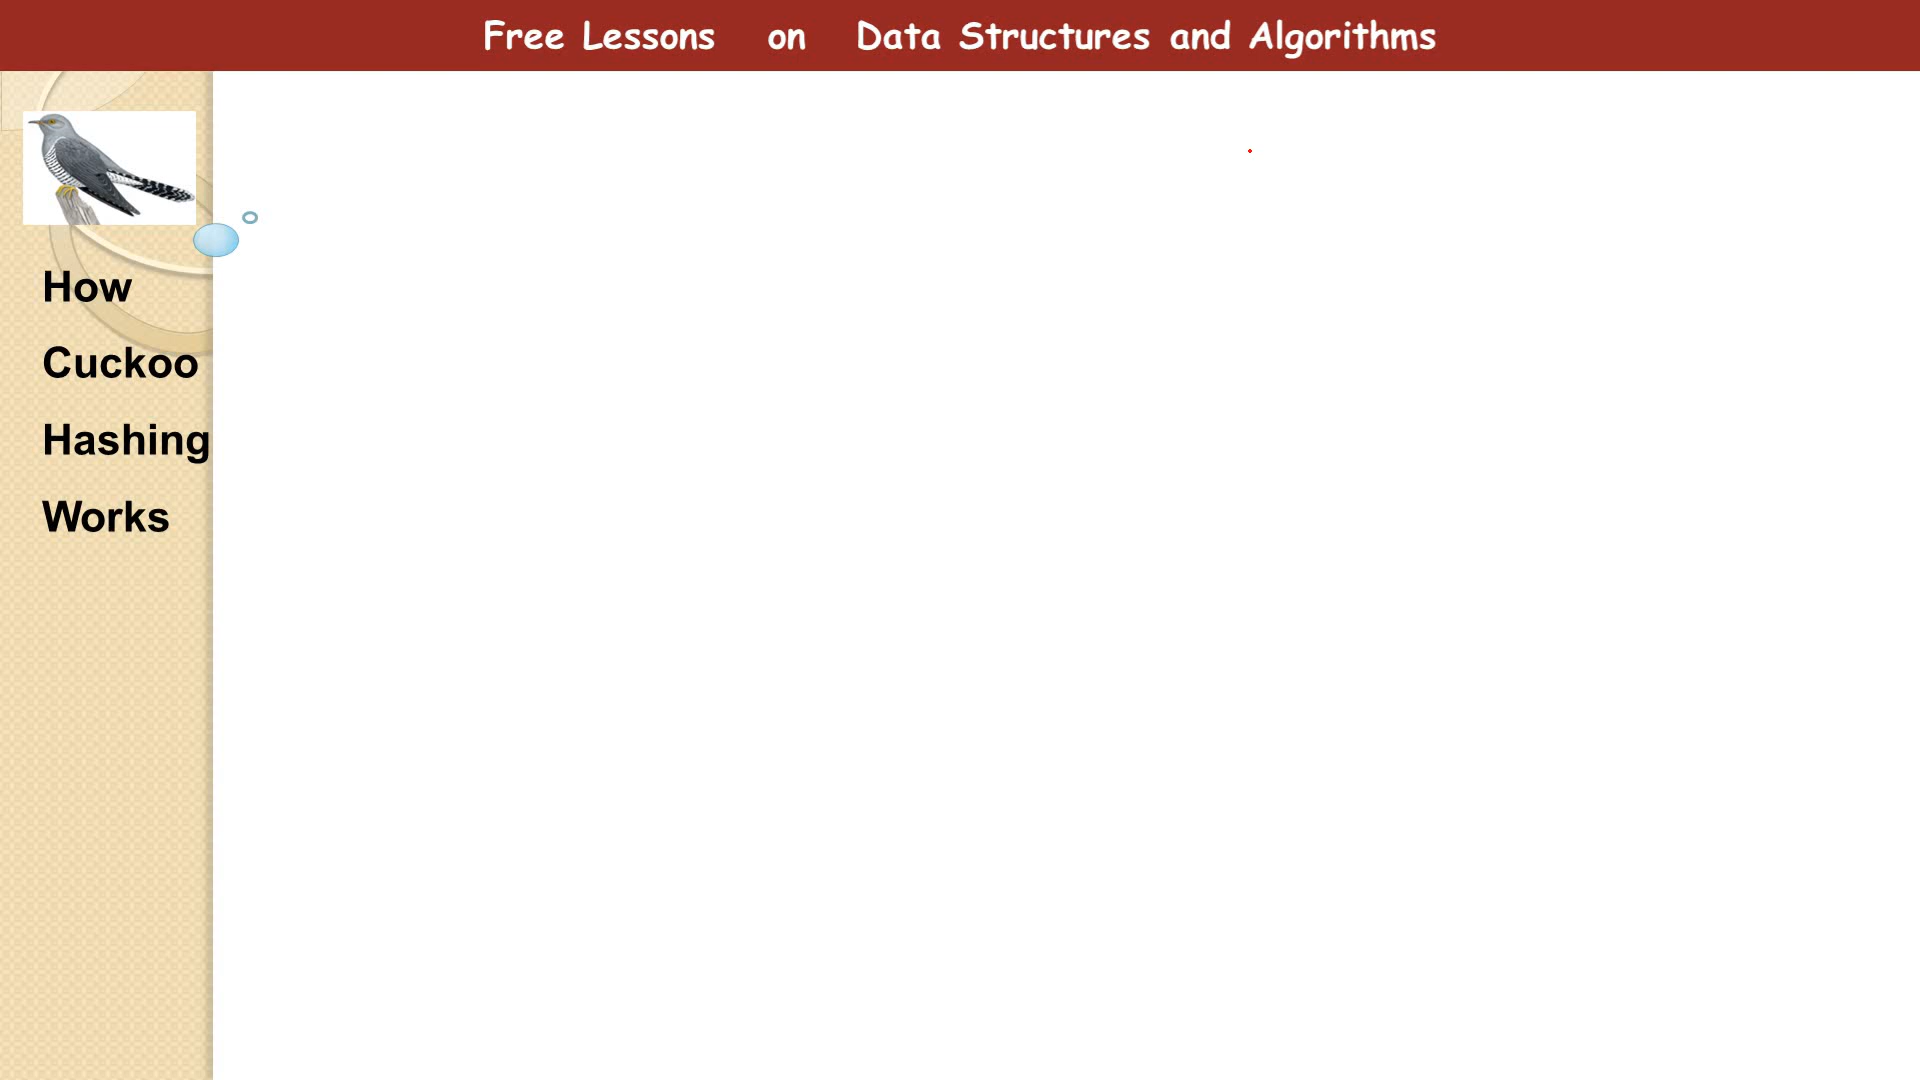 Free Lessons on Data Structures and Algorithms
How
Cuckoo
Hashing
Works